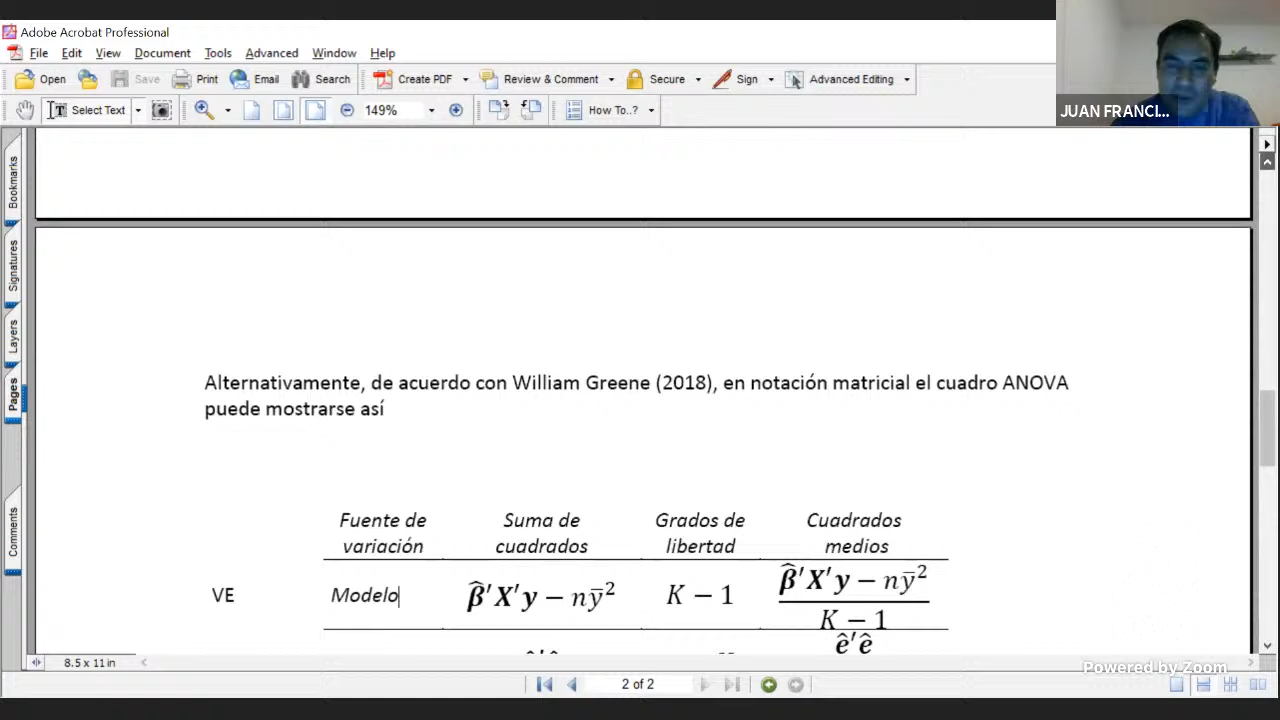 Adobe Acrobat Professional
File Edit View Document Tools Advanced Window Help
Open Save Print Email Search Create PDF Review & Comment Secure Sign Advanced Editing
Select Text 149% How To..?
JUAN FRANCI...
Bookmarks
Signatures
Layers
Pages
Comments
Alternativamente, de acuerdo con William Greene (2018), en notación matricial el cuadro ANOVA
puede mostrarse así
Fuente de Suma de Grados de Cuadrados
variación cuadrados libertad medios
β̂′X′y − nȳ²
VE Modelo β̂′X′y − nȳ² K − 1
K − 1
ê′ê
8.5 x 11 in
Powered by Zoom
2 of 2